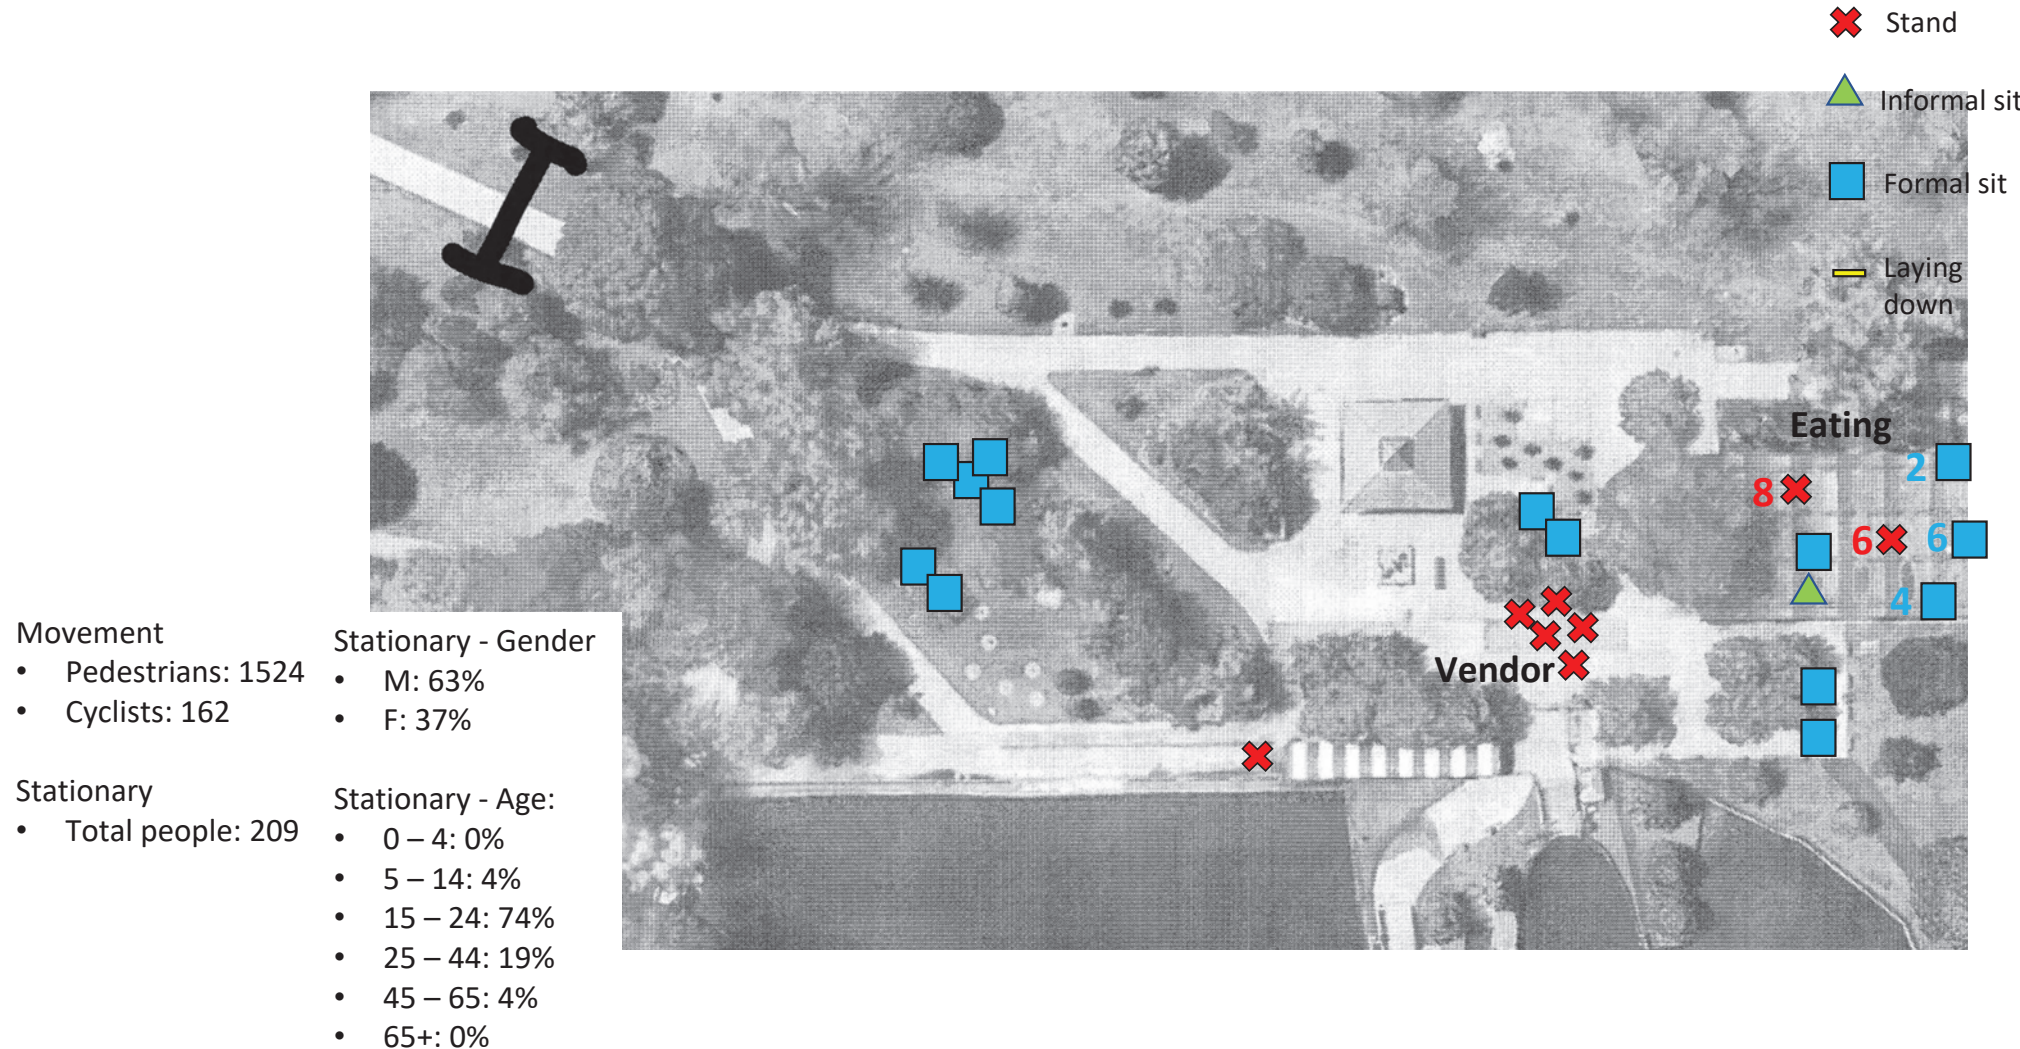 Stand
Informal sit
Formal sit
Laying
down
Eating
2
8
6
6
4
Vendor
Movement
• Pedestrians: 1524
• Cyclists: 162
Stationary
• Total people: 209
Stationary - Gender
• M: 63%
• F: 37%
Stationary - Age:
• 0 – 4: 0%
• 5 – 14: 4%
• 15 – 24: 74%
• 25 – 44: 19%
• 45 – 65: 4%
• 65+: 0%